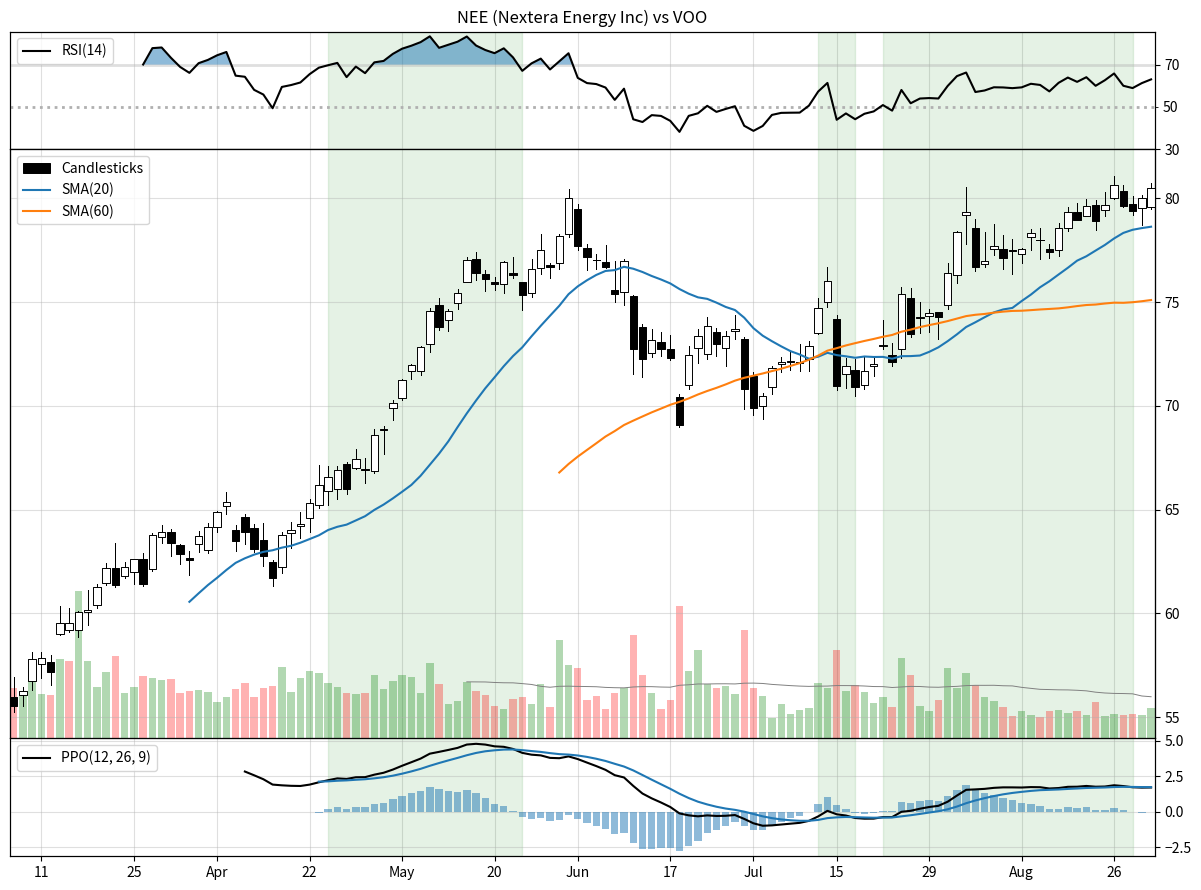 NEE (Nextera Energy Inc) vs VOO
RSI(14)
70
50
30
Candlesticks
SMA(20)
SMA(60)
80
75
70
65
60
55
PPO(12, 26, 9)
5.0
2.5
0.0
−2.5
11 25 Apr 22 May 20 Jun 17 Jul 15 29 Aug 26